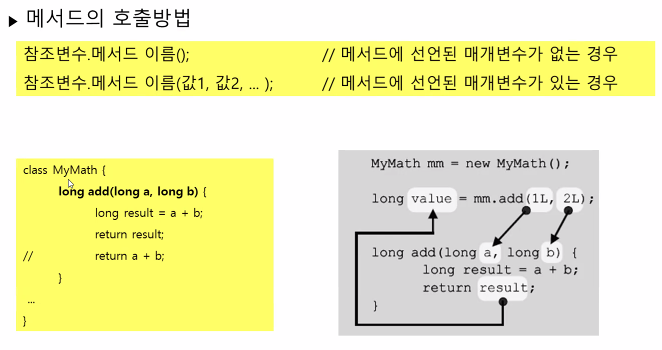 ▶ 메서드의 호출방법
참조변수.메서드 이름(); // 메서드에 선언된 매개변수가 없는 경우
참조변수.메서드 이름(값1, 값2, ... ); // 메서드에 선언된 매개변수가 있는 경우
class MyMath {
long add(long a, long b) {
long result = a + b;
return result;
// return a + b;
}
...
}
MyMath mm = new MyMath();
long value = mm.add(1L, 2L);
long add(long a, long b) {
long result = a + b;
return result;
}